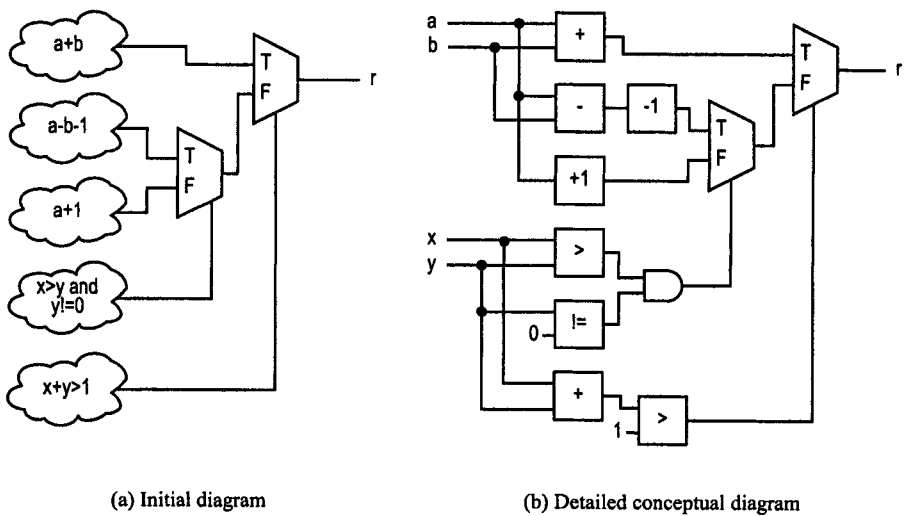 a+b
T
F
r
a-b-1
T
F
a+1
x>y and
y!=0
x+y>1
(a) Initial diagram
a
b
+
T
F
r
-
-1
T
F
+1
x
y
>
!=
0
+
>
1
(b) Detailed conceptual diagram